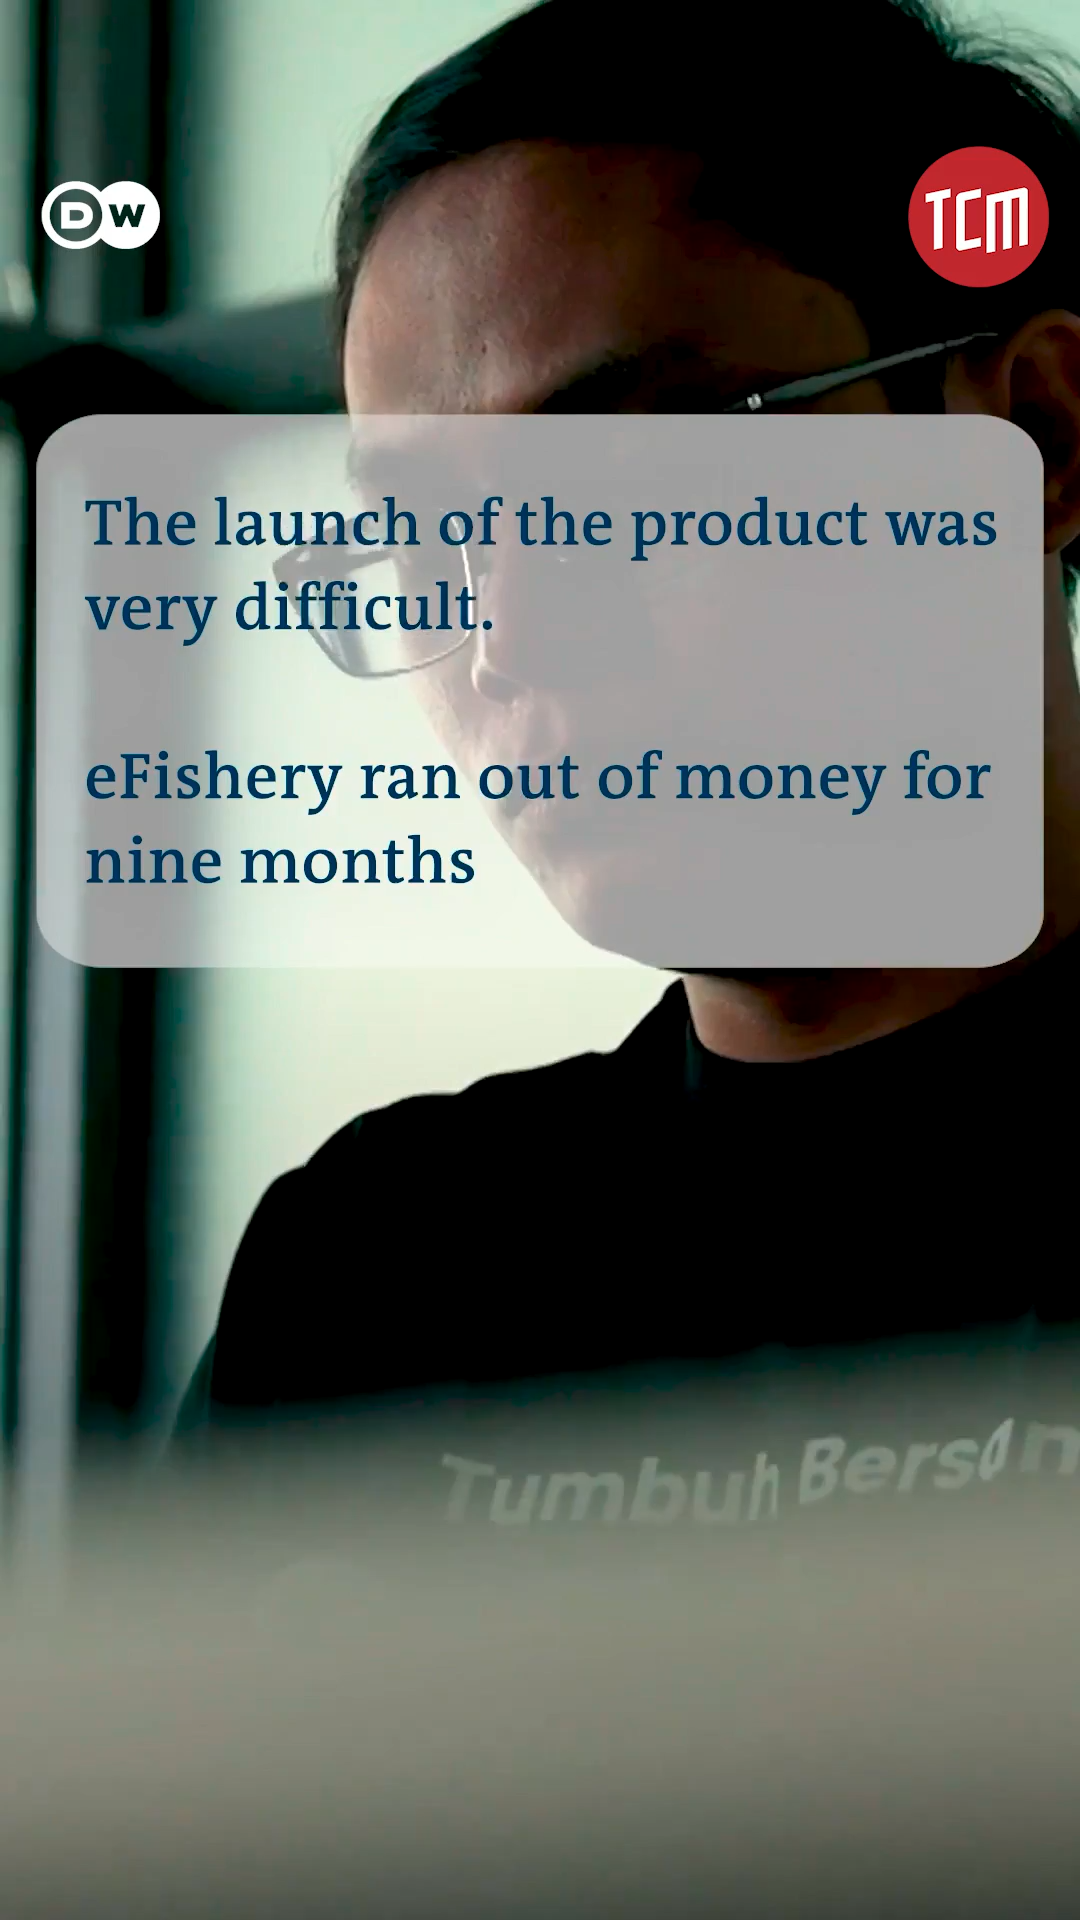 DW
TCM
The launch of the product was
very difficult.
eFishery ran out of money for
nine months
Tumbuh Bersam